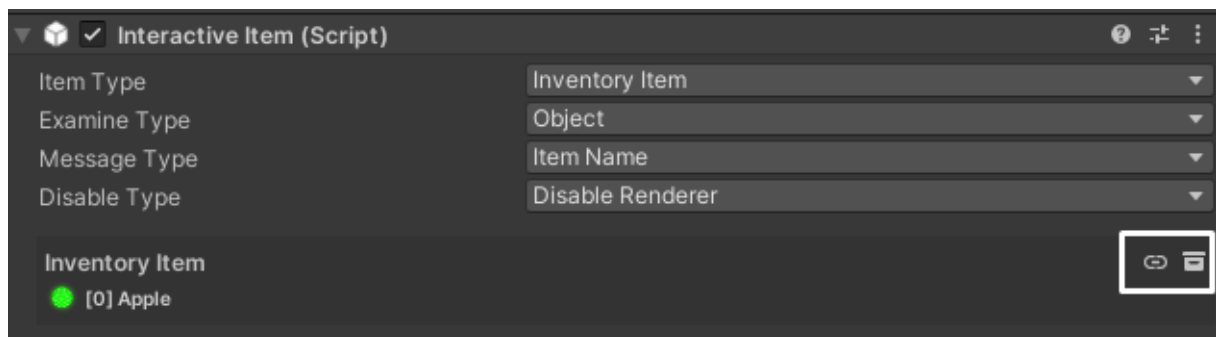 Interactive Item (Script)
Item Type Inventory Item
Examine Type Object
Message Type Item Name
Disable Type Disable Renderer
Inventory Item
[0] Apple